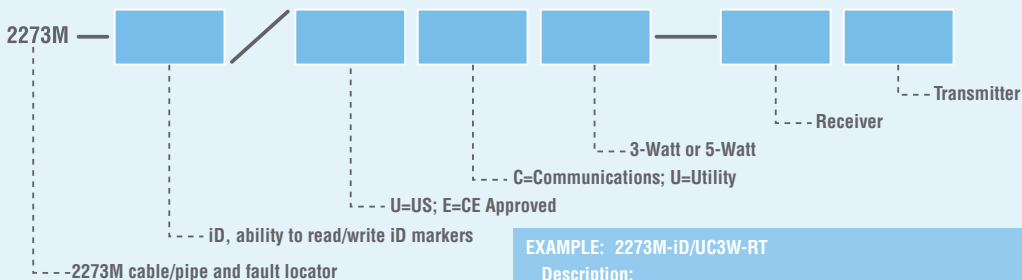 2273M — /  —
Transmitter
Receiver
3-Watt or 5-Watt
C=Communications; U=Utility
U=US; E=CE Approved
iD, ability to read/write iD markers
2273M cable/pipe and fault locator
EXAMPLE: 2273M-iD/UC3W-RT
Description: